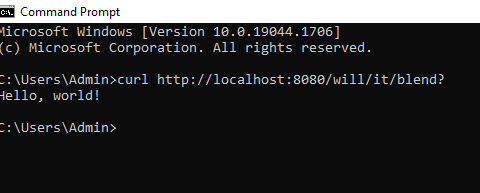 Command Prompt
Microsoft Windows [Version 10.0.19044.1706]
(c) Microsoft Corporation. All rights reserved.
C:\Users\Admin>curl http://localhost:8080/will/it/blend?
Hello, world!
C:\Users\Admin>